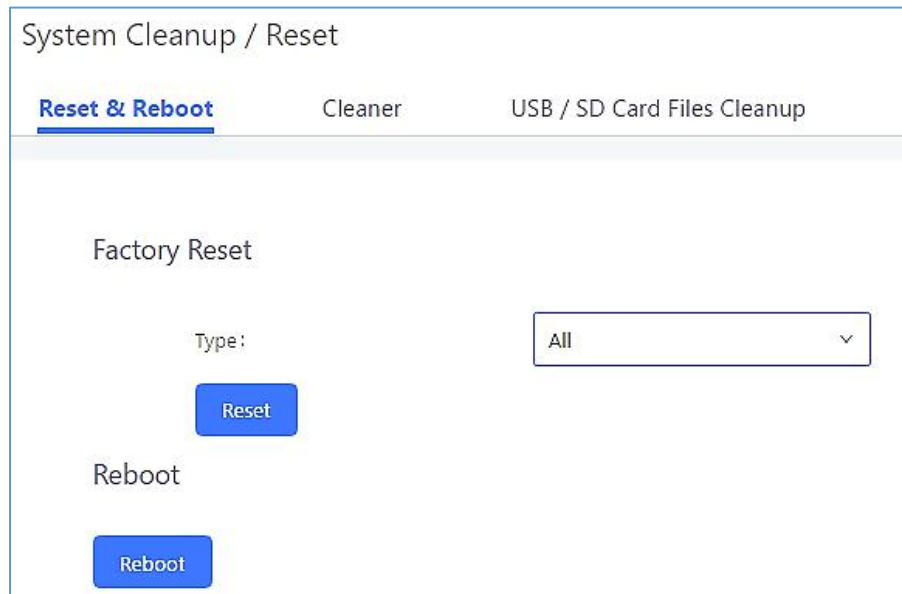 System Cleanup / Reset
Reset & Reboot Cleaner USB / SD Card Files Cleanup
Factory Reset
Type: All
Reset
Reboot
Reboot